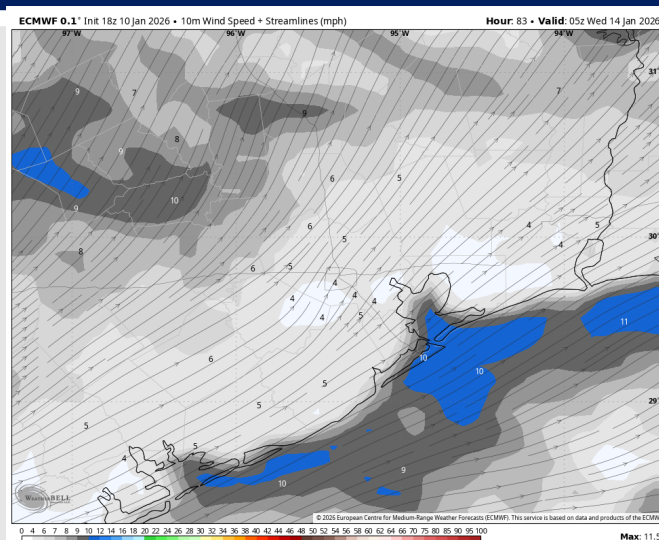 ECMWF 0.1° Init 18z 10 Jan 2026 • 10m Wind Speed + Streamlines (mph)
Hour: 83 • Valid: 05z Wed 14 Jan 2026
97°W 96°W 95°W 94°W
31°
9 7 7
9
8
9
6 5
10
9
6 4 5
5 4
30°
8
6 5
4
4 4 4
4 5
11
10
10
6
5
29°
5
5
5
4
9
10
WeatherBELL
© 2026 European Centre for Medium-Range Weather Forecasts (ECMWF). This service is based on data and products of the ECMW
0 4 6 7 8 9 10 12 14 16 18 20 22 24 26 28 30 32 34 36 38 40 42 44 46 48 50 52 54 56 58 60 62 64 66 70 75 80 85 90 95 100
Max: 11.5